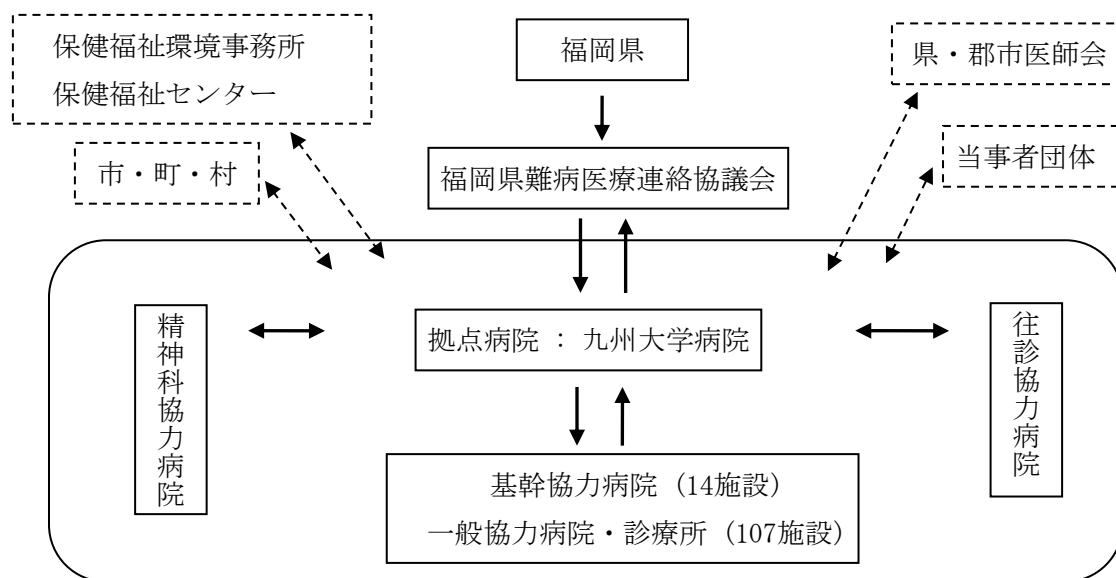 保健福祉環境事務所
保健福祉センター
福岡県
県・郡市医師会
市・町・村
福岡県難病医療連絡協議会
当事者団体
精神科協力病院
拠点病院 : 九州大学病院
往診協力病院
基幹協力病院 (14施設)
一般協力病院・診療所 (107施設)